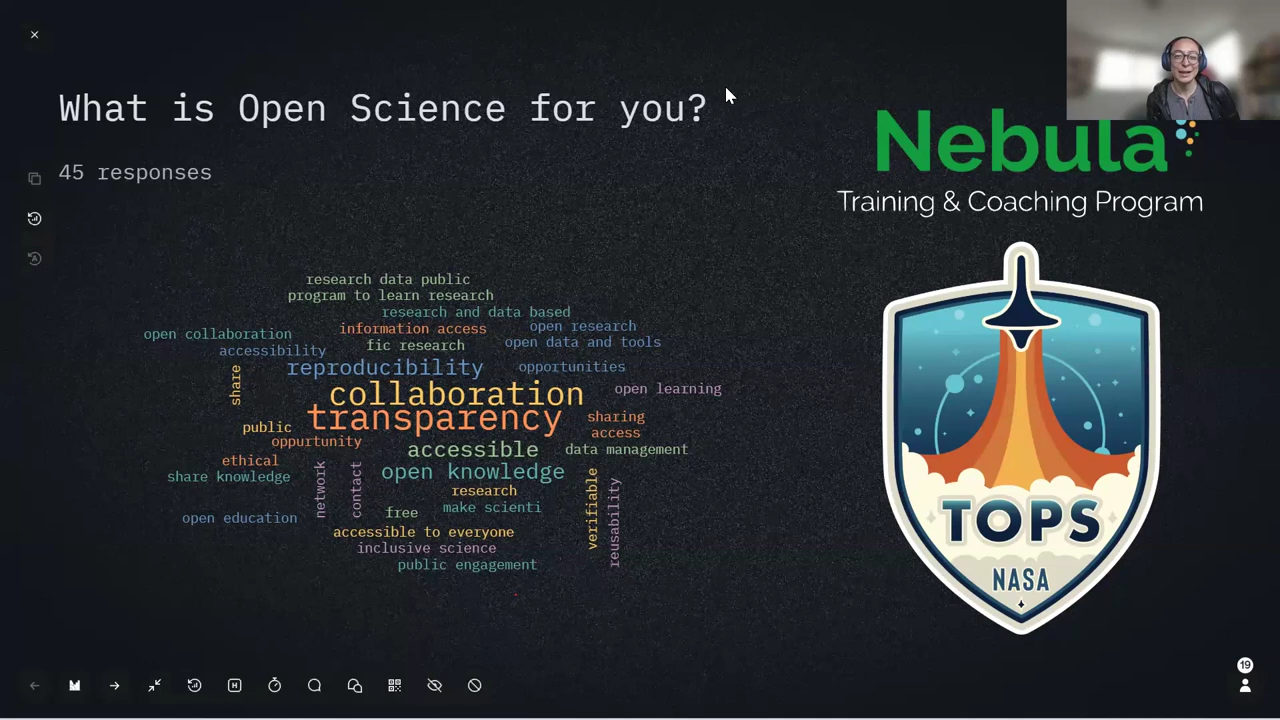 What is Open Science for you?
45 responses
Nebula
Training & Coaching Program
research data public
program to learn research
research and data based
open collaboration
information access
open research
accessibility
fic research
open data and tools
share
reproducibility
opportunities
collaboration
open learning
transparency
public
sharing
oppurtunity
access
ethical
accessible
data management
share knowledge
network
contact
open knowledge
research
verifiable
reusability
open education
free
make scienti
accessible to everyone
inclusive science
public engagement
TOPS
NASA
19
H